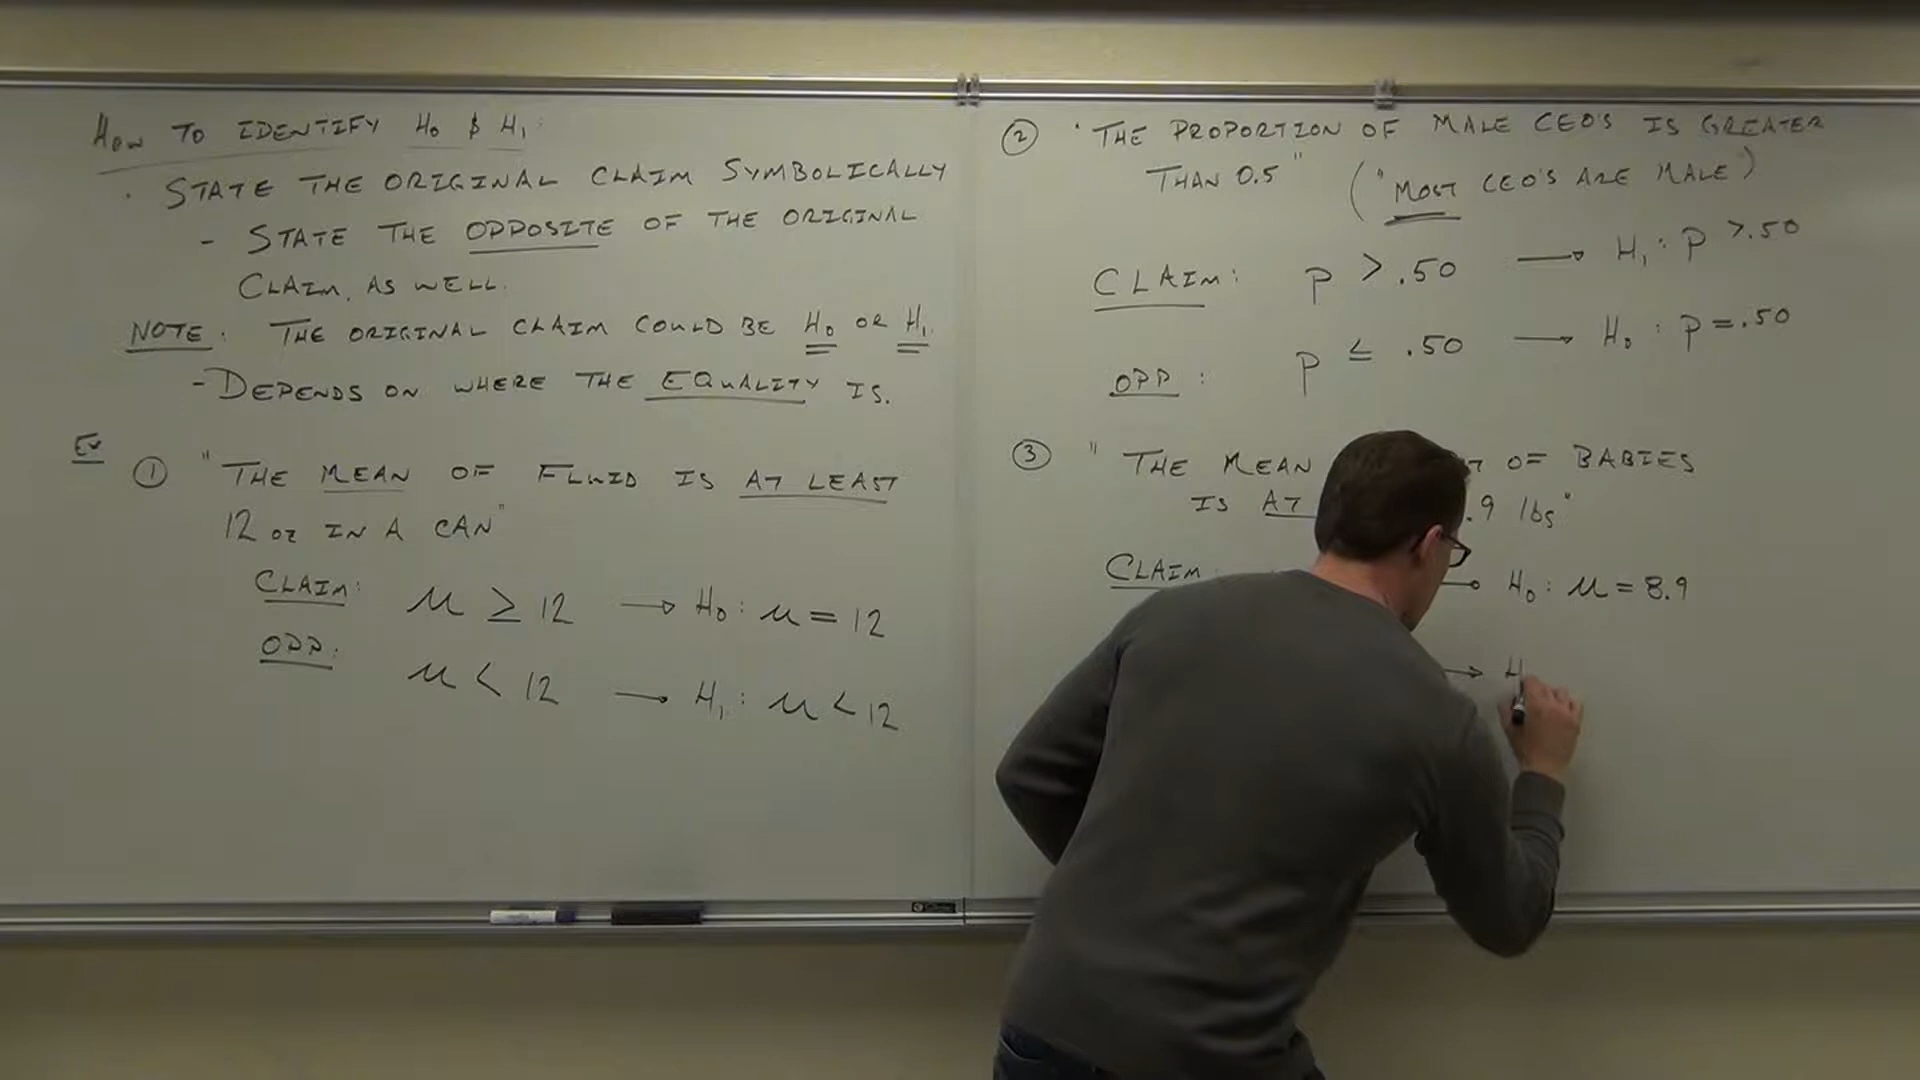 HOW TO IDENTIFY H₀ & H₁:
· STATE THE ORIGINAL CLAIM SYMBOLICALLY
- STATE THE OPPOSITE OF THE ORIGINAL
CLAIM, AS WELL.
NOTE: THE ORIGINAL CLAIM COULD BE H₀ OR H₁.
- DEPENDS ON WHERE THE EQUALITY IS.
Ex
① "THE MEAN OF FLUID IS AT LEAST
12 oz IN A CAN"
CLAIM: μ ≥ 12 → H₀: μ = 12
OPP: μ < 12 → H₁: μ < 12
② "THE PROPORTION OF MALE CEO'S IS GREATER
THAN 0.5" ("MOST CEO'S ARE MALE")
CLAIM: p > .50 → H₁: p > .50
OPP: p ≤ .50 → H₀: p = .50
③ "THE MEAN OF BABIES
IS AT .9 lbs"
CLAIM → H₀: μ = 8.9
→ H